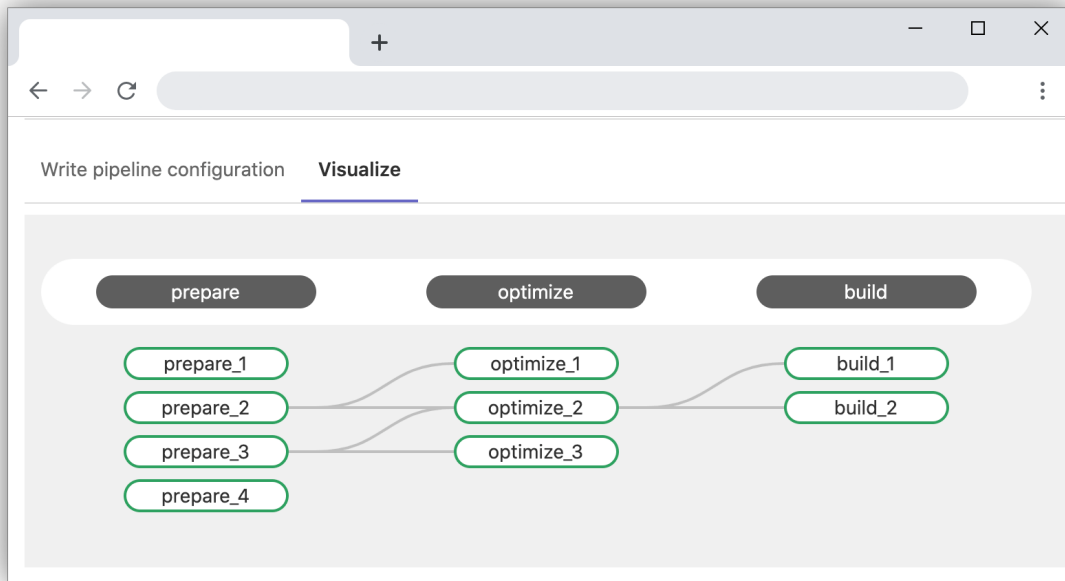 Write pipeline configuration Visualize
prepare optimize build
prepare_1 optimize_1 build_1
prepare_2 optimize_2 build_2
prepare_3 optimize_3
prepare_4